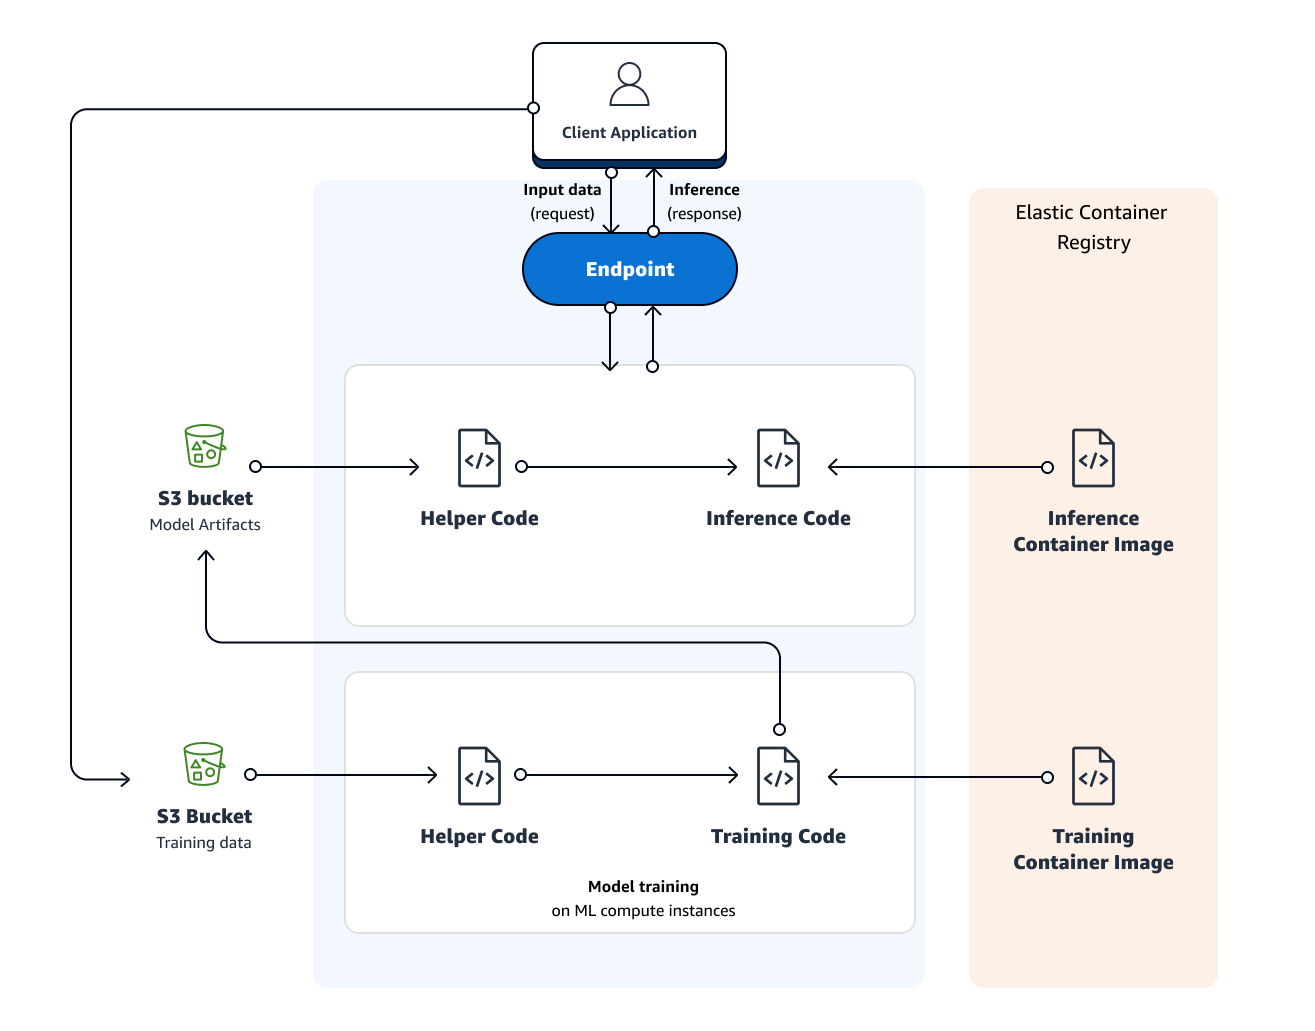 Client Application
Input data
(request)
Inference
(response)
Endpoint
Elastic Container
Registry
S3 bucket
Model Artifacts
</>
Helper Code
</>
Inference Code
</>
Inference
Container Image
S3 Bucket
Training data
</>
Helper Code
</>
Training Code
</>
Training
Container Image
Model training
on ML compute instances